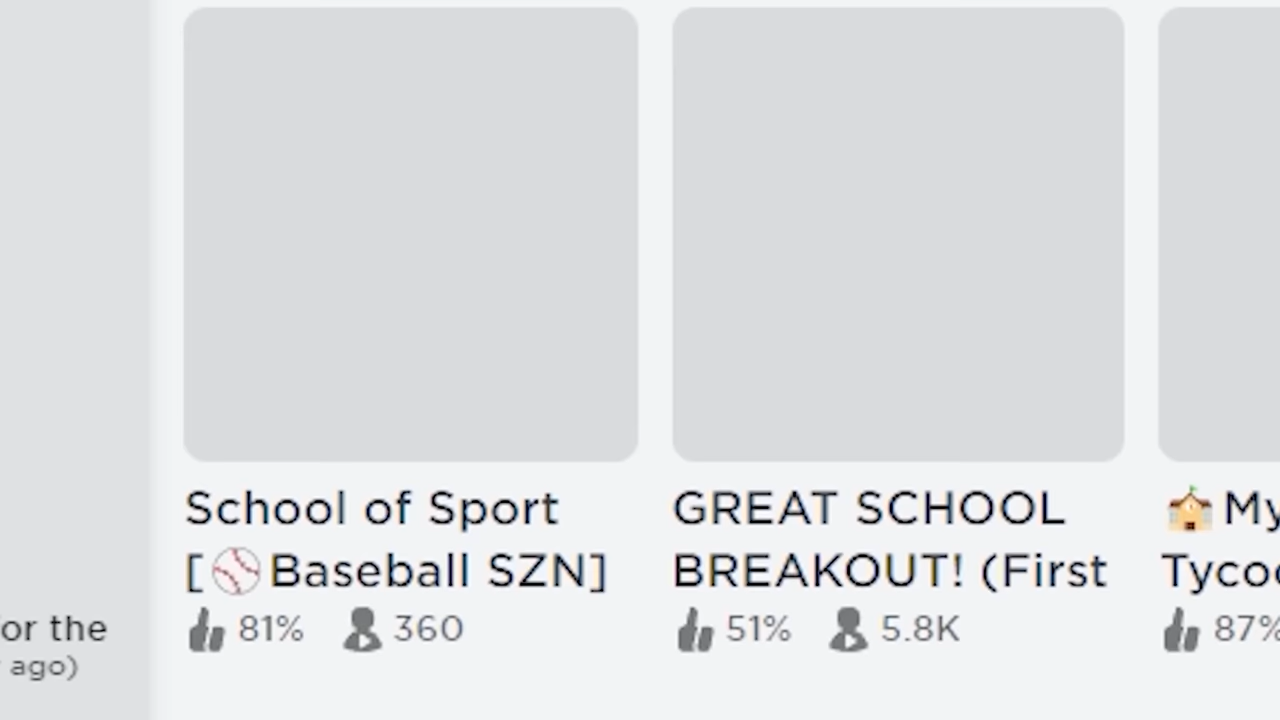 School of Sport
[⚾Baseball SZN]
81% 360
GREAT SCHOOL
BREAKOUT! (First
51% 5.8K
🏫 My
Tycoo
87%
or the
ago)